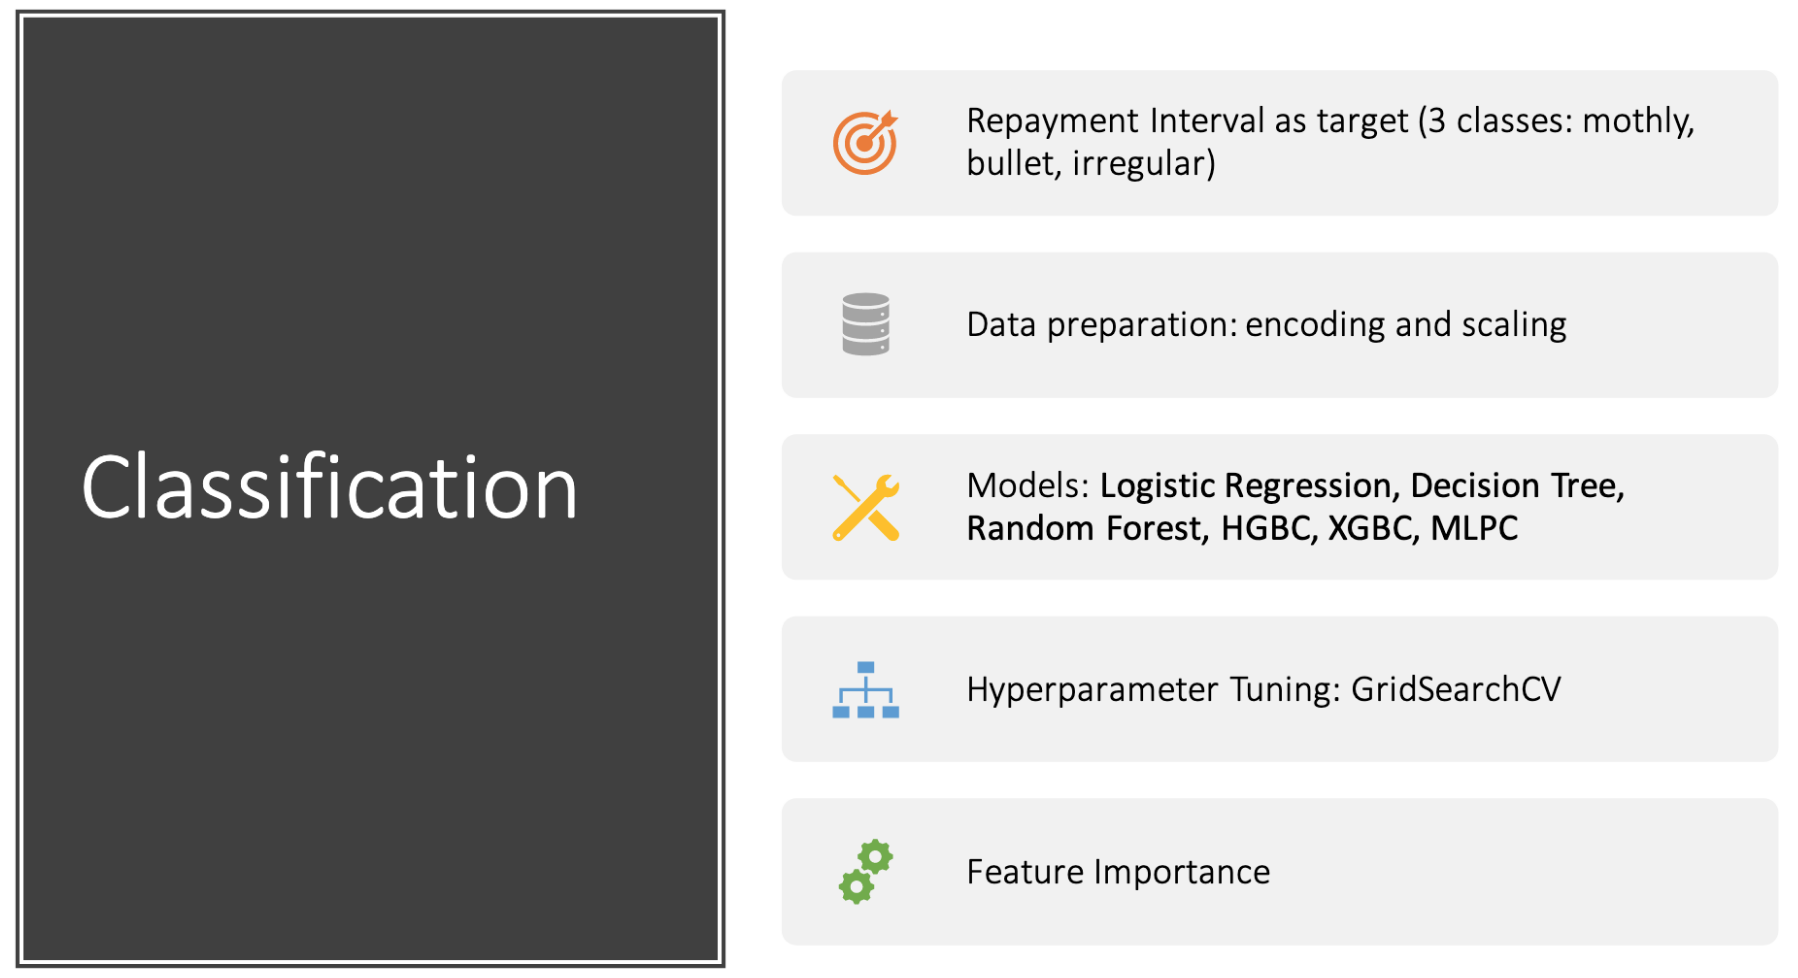 Classification
Repayment Interval as target (3 classes: mothly,
bullet, irregular)
Data preparation: encoding and scaling
Models: Logistic Regression, Decision Tree,
Random Forest, HGBC, XGBC, MLPC
Hyperparameter Tuning: GridSearchCV
Feature Importance